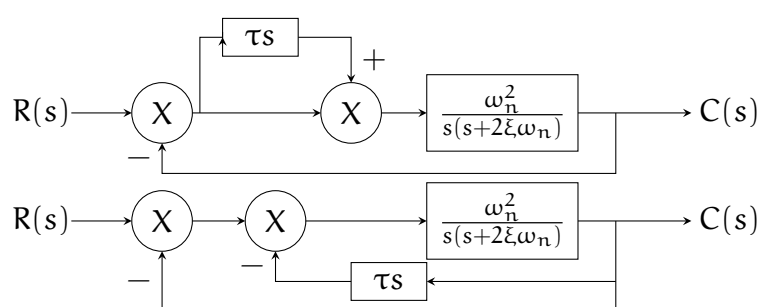 τs
+
R(s) X X ω_n^2/s(s+2ξω_n) C(s)
−
R(s) X X ω_n^2/s(s+2ξω_n) C(s)
− −
τs